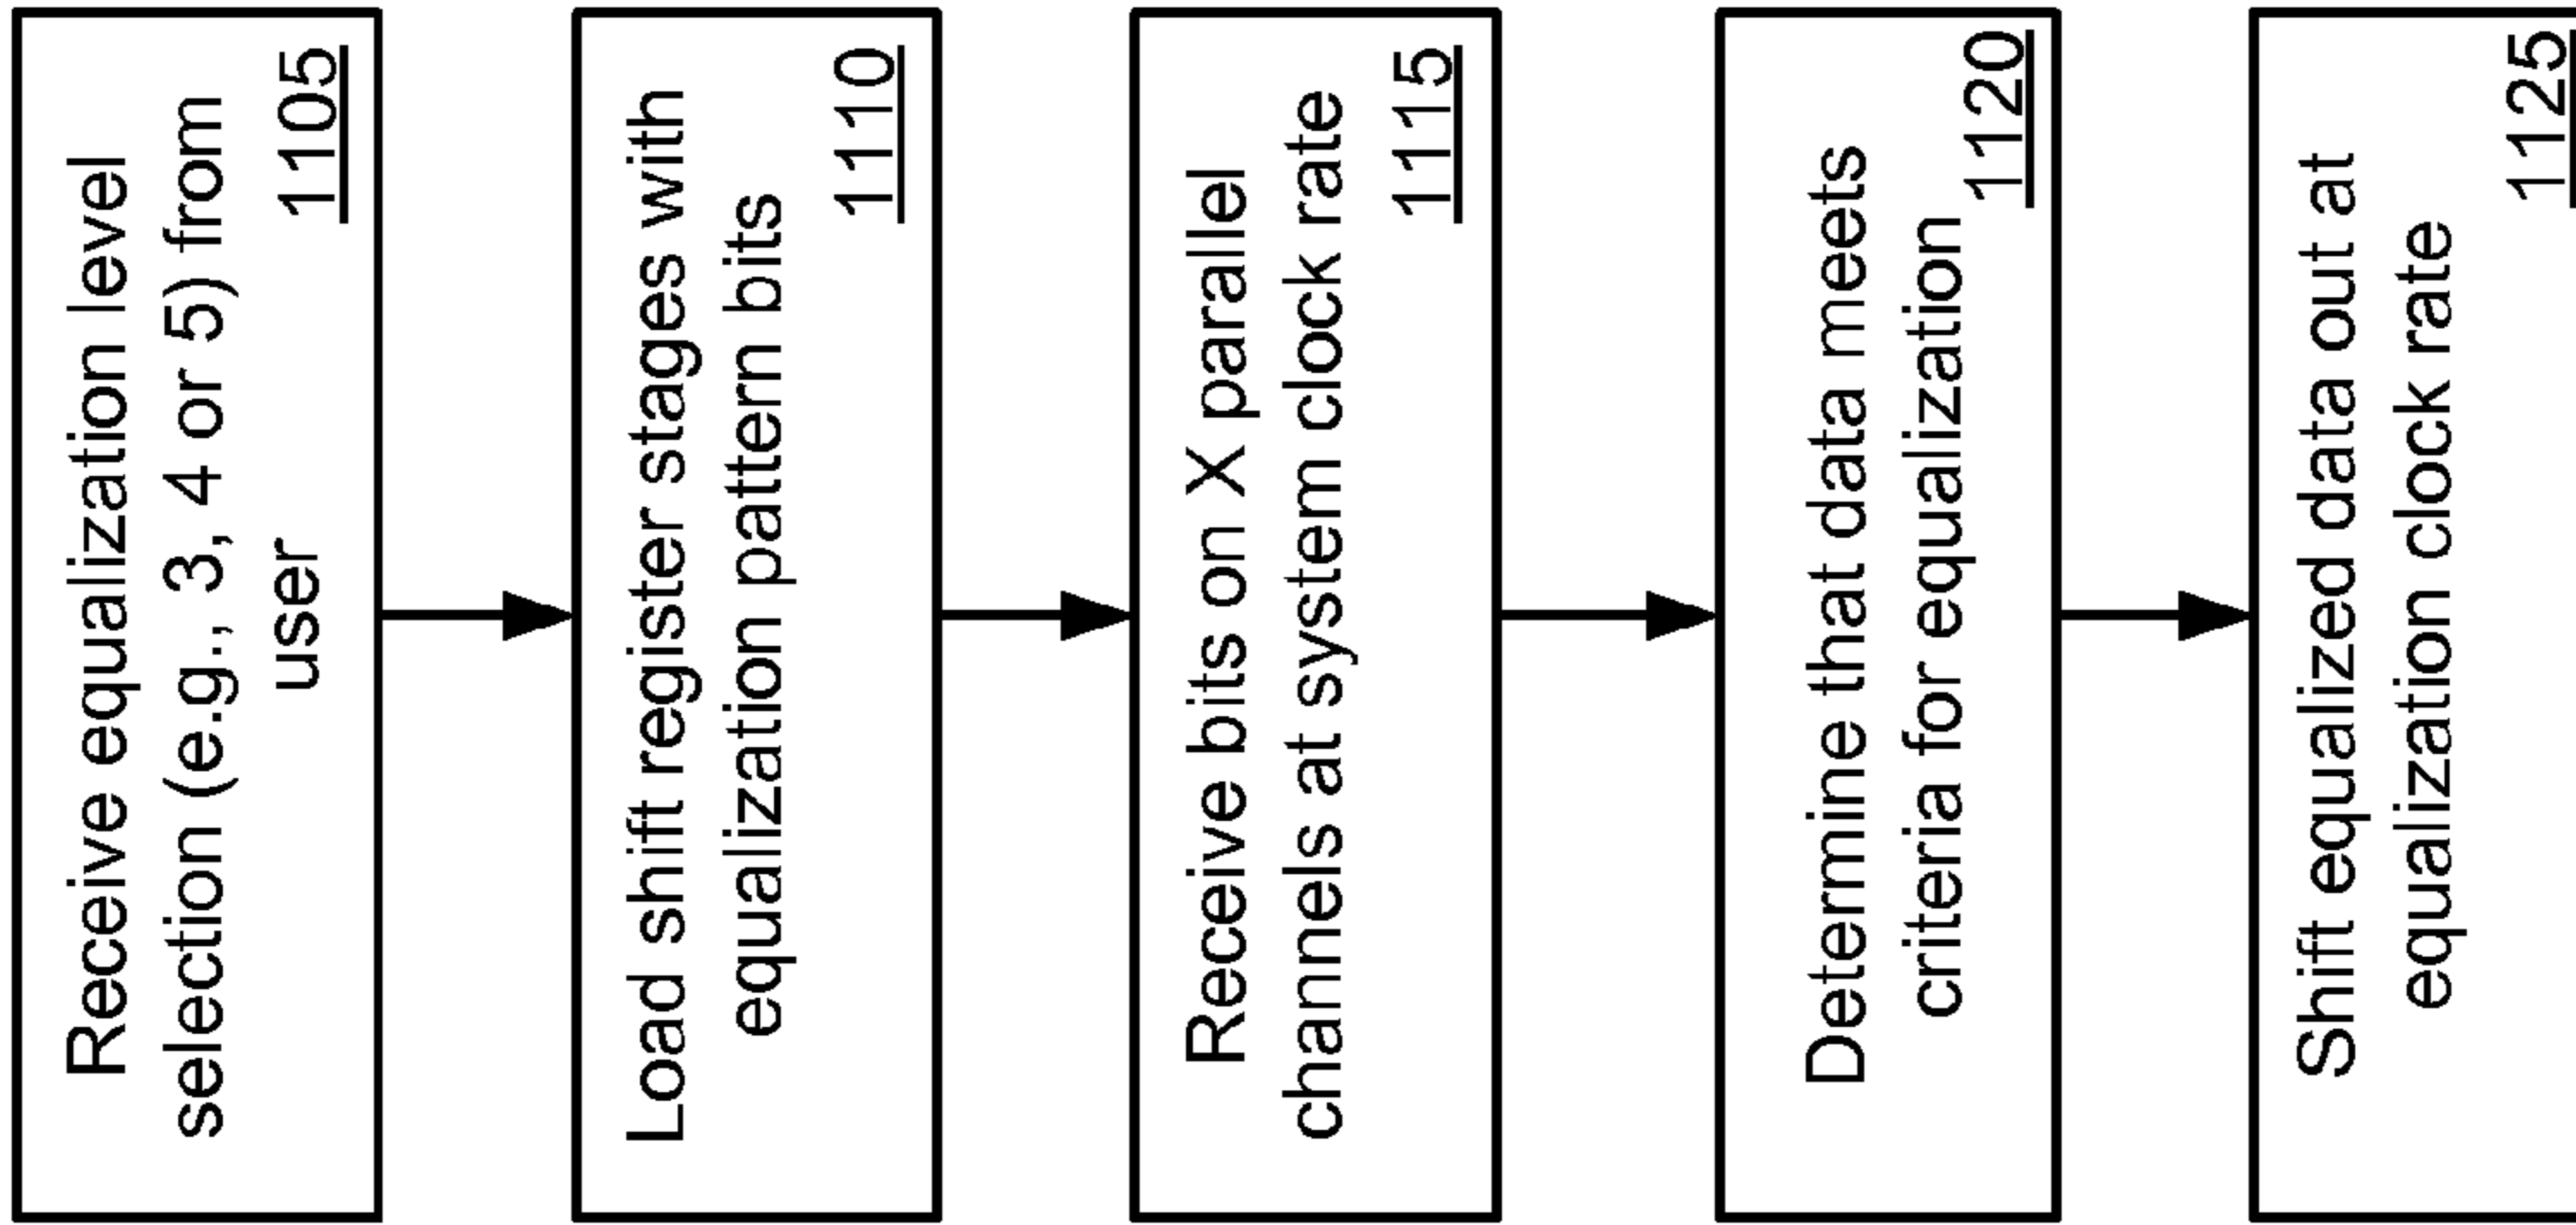 Receive equalization level
selection (e.g., 3, 4 or 5) from
user
1105
Load shift register stages with
equalization pattern bits
1110
Receive bits on X parallel
channels at system clock rate
1115
Determine that data meets
criteria for equalization
1120
Shift equalized data out at
equalization clock rate
1125